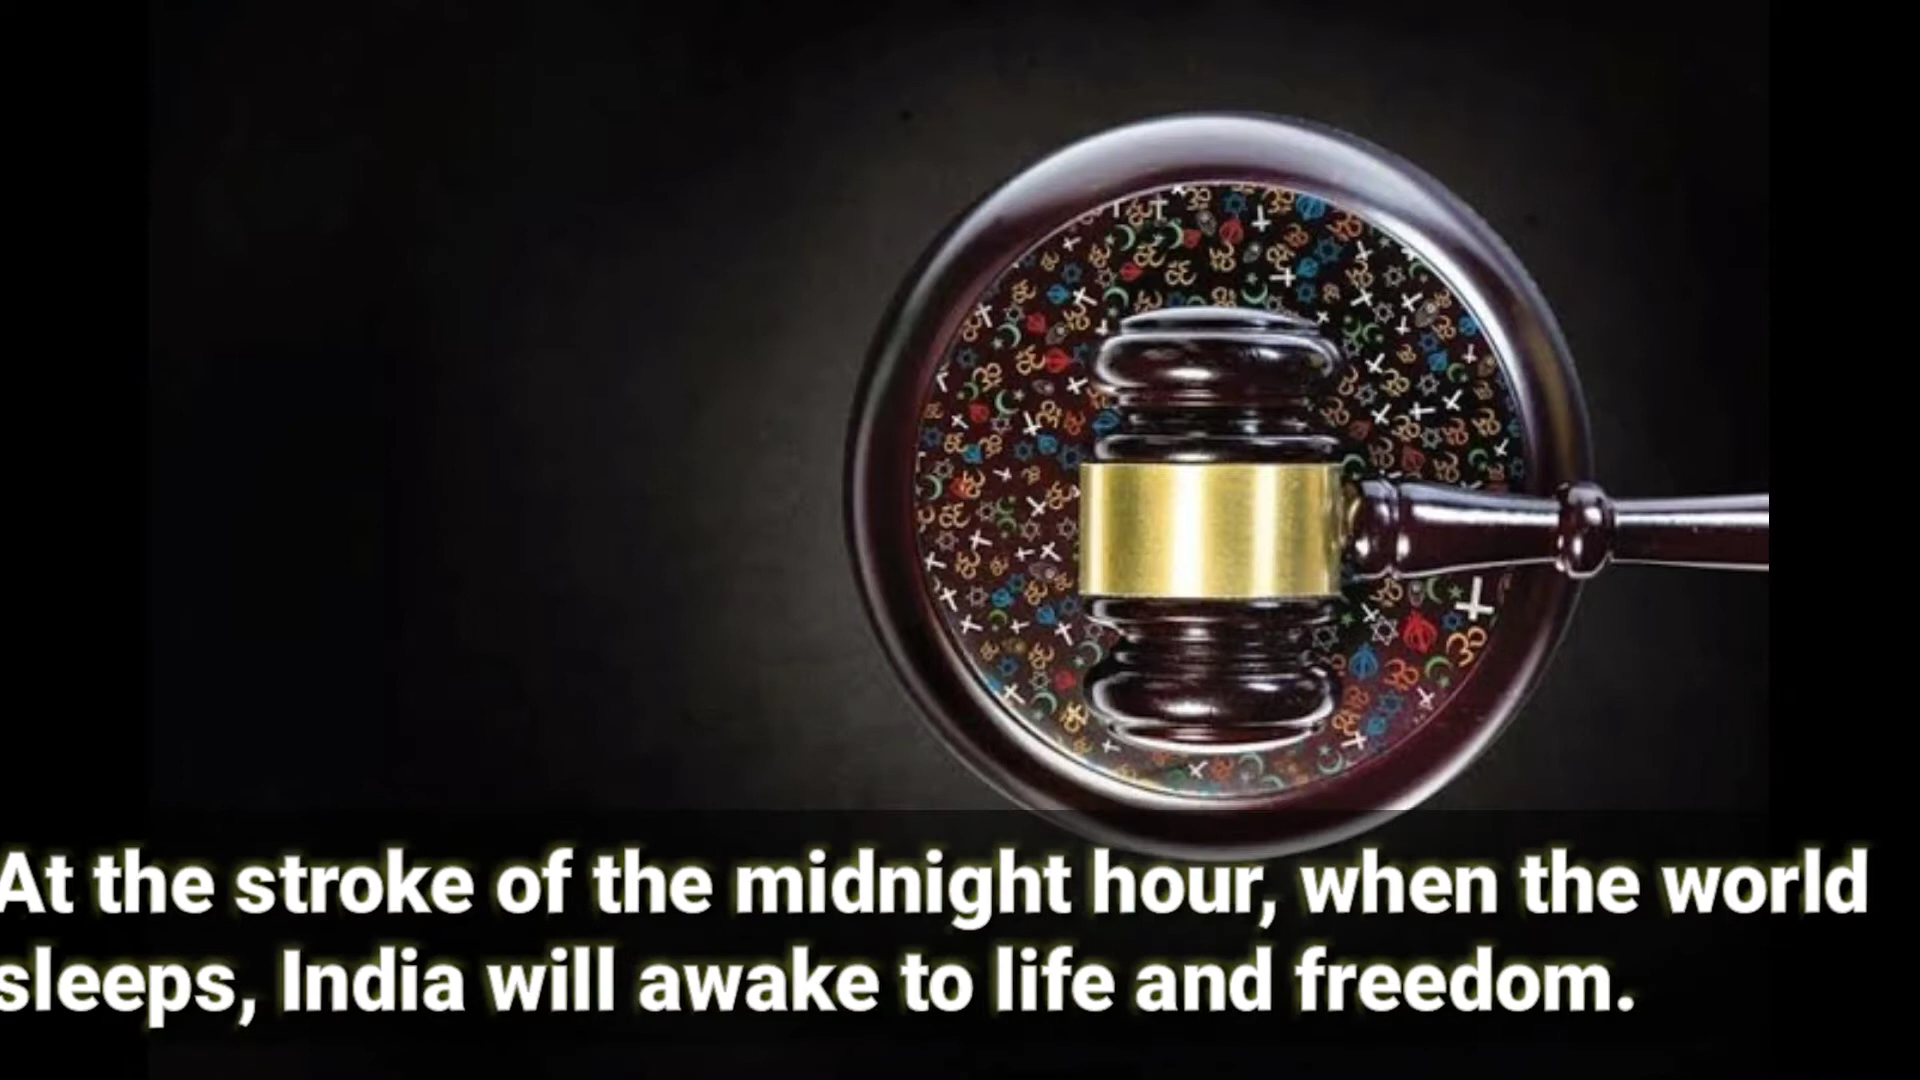 At the stroke of the midnight hour, when the world
sleeps, India will awake to life and freedom.